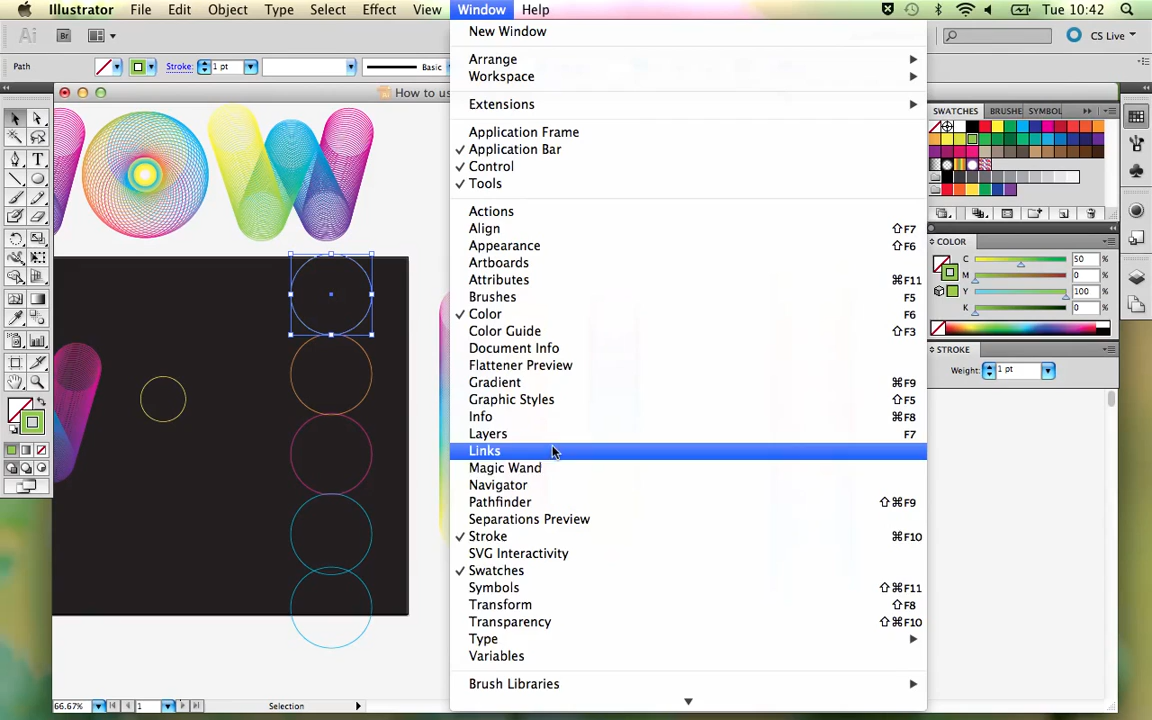 Illustrator File Edit Object Type Select Effect View Window Help Tue 10:42
Ai Br CS Live
Path Stroke: 1 pt Basic
How to us
New Window
Arrange
Workspace
Extensions
Application Frame
Application Bar
Control
Tools
Actions
Align ⇧F7
Appearance ⇧F6
Artboards
Attributes ⌘F11
Brushes F5
Color F6
Color Guide ⇧F3
Document Info
Flattener Preview
Gradient ⌘F9
Graphic Styles ⇧F5
Info ⌘F8
Layers F7
Links
Magic Wand
Navigator
Pathfinder ⇧⌘F9
Separations Preview
Stroke ⌘F10
SVG Interactivity
Swatches
Symbols ⇧⌘F11
Transform ⇧F8
Transparency ⇧⌘F10
Type
Variables
Brush Libraries
SWATCHES BRUSHE SYMBOL
COLOR
C 50 %
M 0 %
Y 100 %
K 0 %
STROKE
Weight: 1 pt
66.67% 1 Selection